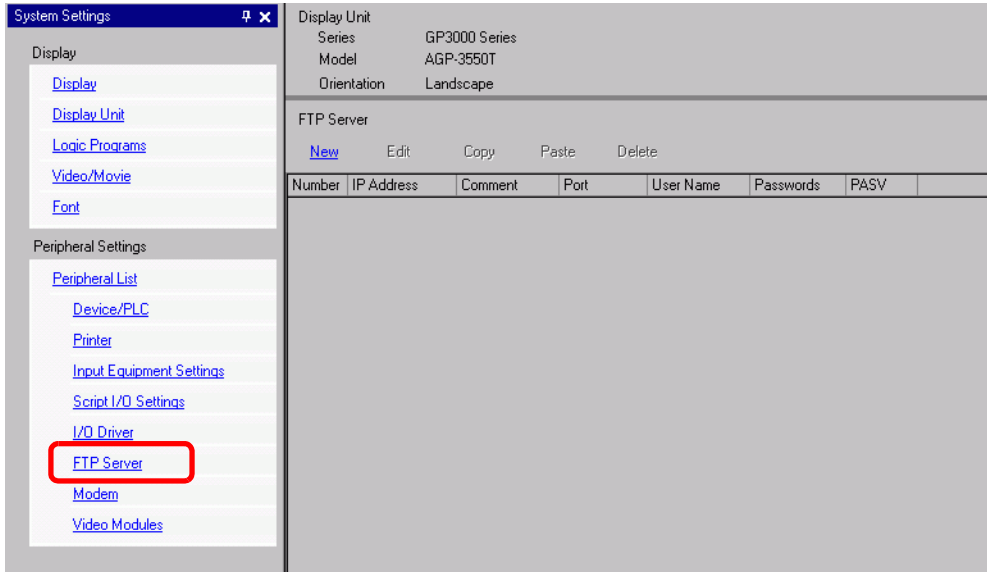 System Settings
Display
Display
Display Unit
Logic Programs
Video/Movie
Font
Peripheral Settings
Peripheral List
Device/PLC
Printer
Input Equipment Settings
Script I/O Settings
I/O Driver
FTP Server
Modem
Video Modules
Display Unit
Series GP3000 Series
Model AGP-3550T
Orientation Landscape
FTP Server
New Edit Copy Paste Delete
Number IP Address Comment Port User Name Passwords PASV